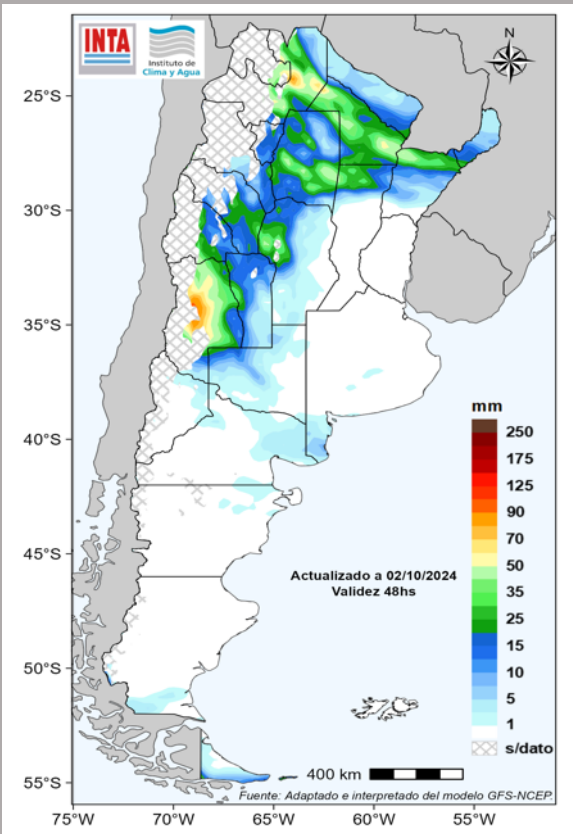 INTA
Instituto de
Clima y Agua
N
25°S
30°S
35°S
40°S
45°S
50°S
55°S
mm
250
175
125
90
70
50
35
25
15
10
5
1
s/dato
Actualizado a 02/10/2024
Validez 48hs
400 km
Fuente: Adaptado e interpretado del modelo GFS-NCEP.
75°W
70°W
65°W
60°W
55°W